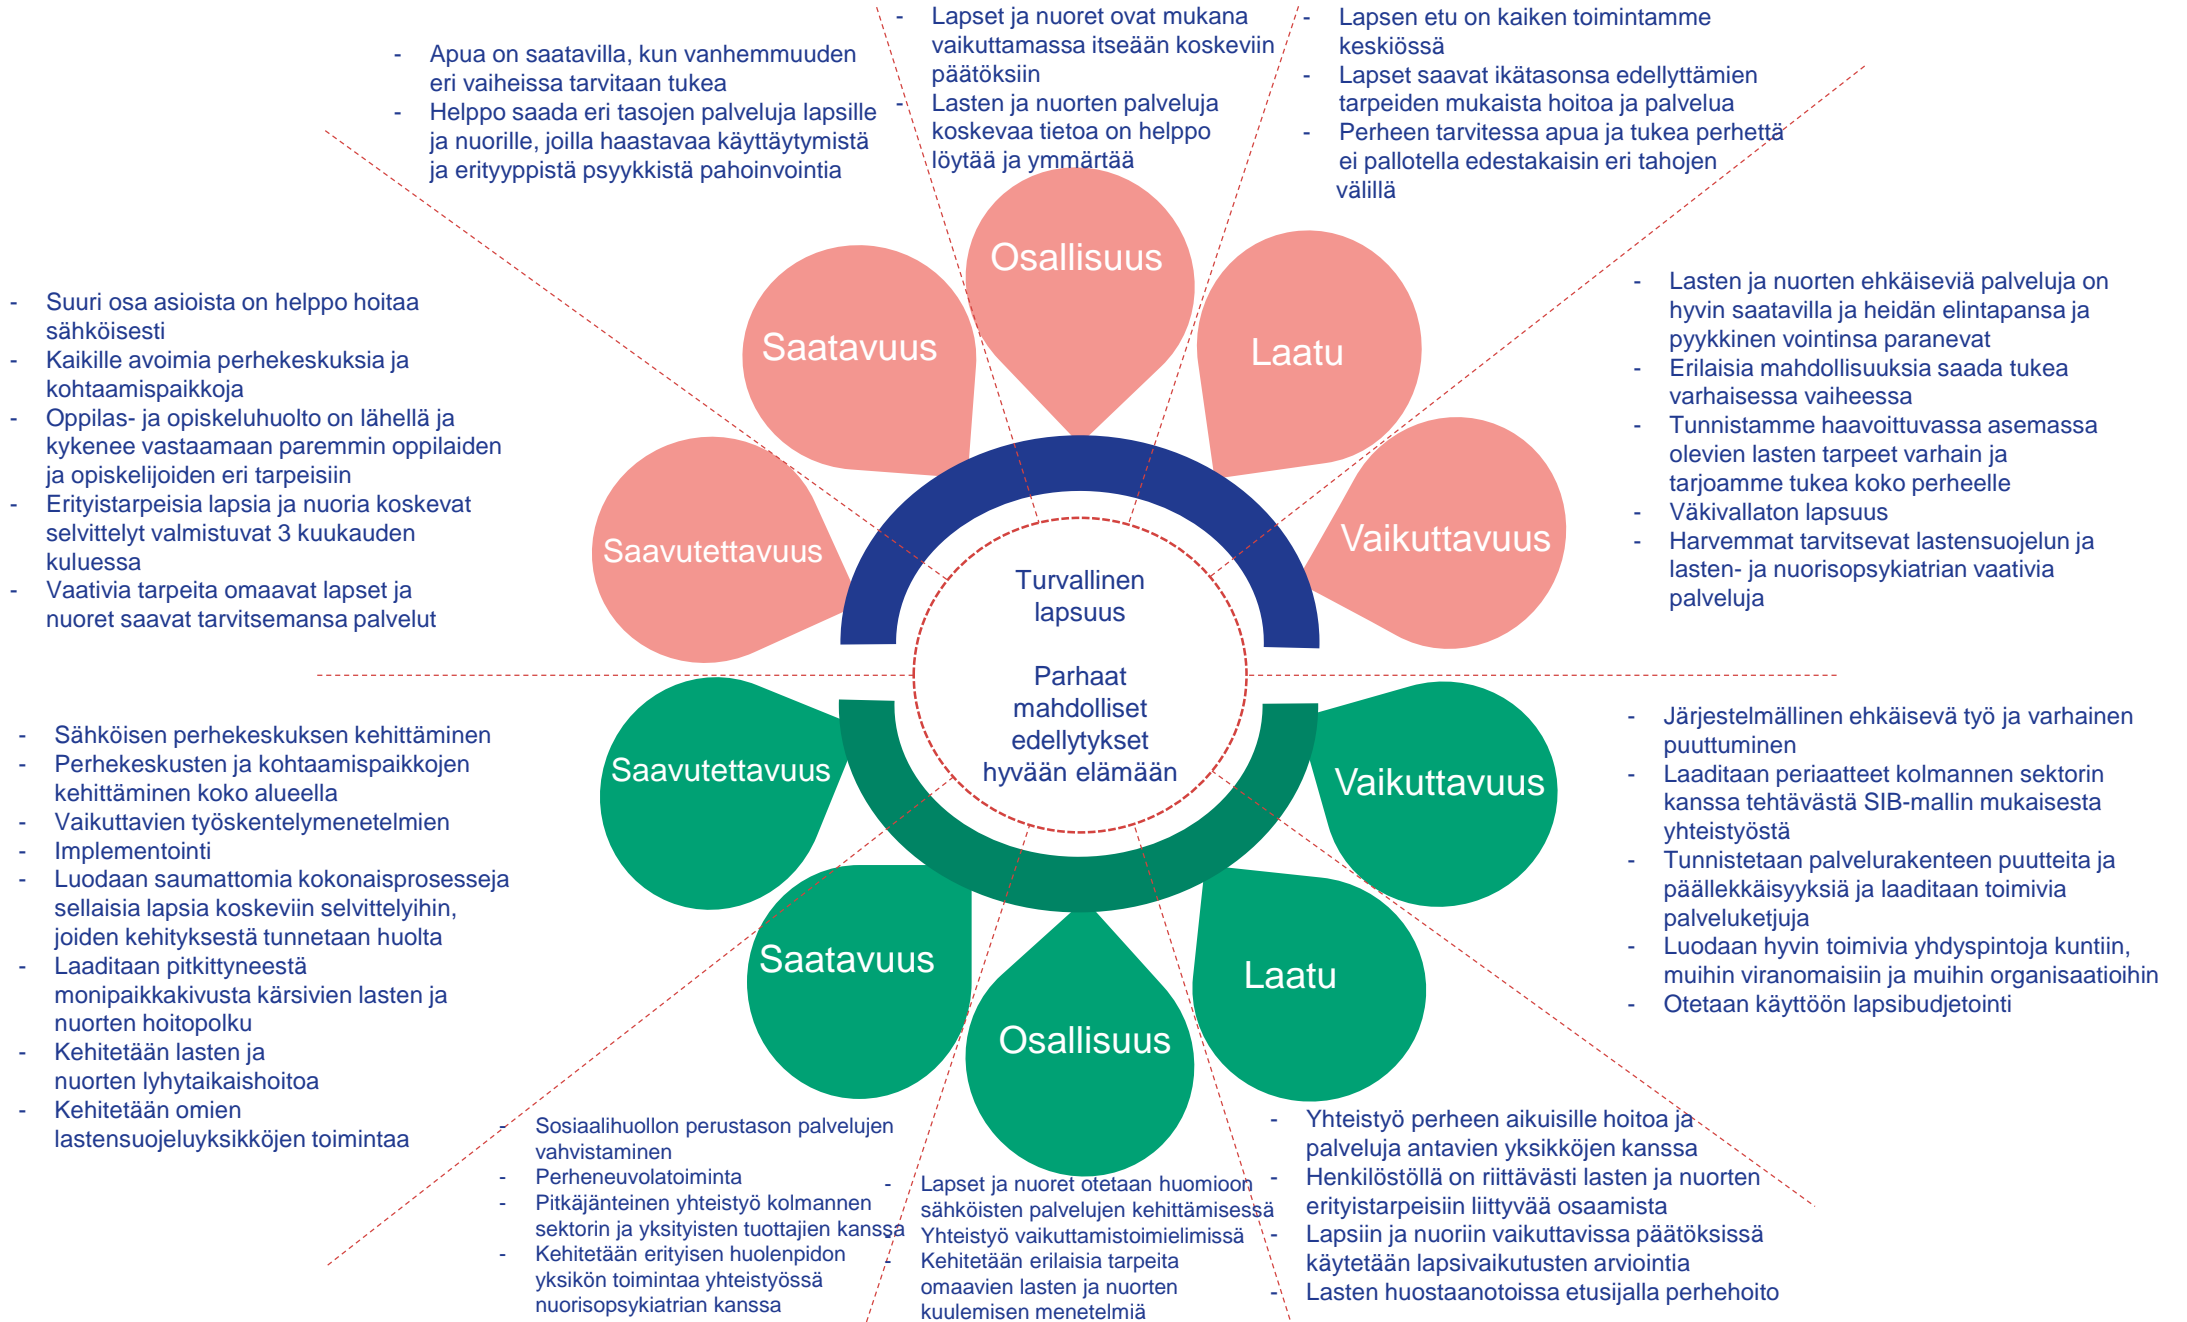 - Apua on saatavilla, kun vanhemmuuden
eri vaiheissa tarvitaan tukea
- Helppo saada eri tasojen palveluja lapsille
ja nuorille, joilla haastavaa käyttäytymistä
ja erityyppistä psyykkistä pahoinvointia
- Lapset ja nuoret ovat mukana
vaikuttamassa itseään koskeviin
päätöksiin
- Lasten ja nuorten palveluja
koskevaa tietoa on helppo
löytää ja ymmärtää
- Lapsen etu on kaiken toimintamme
keskiössä
- Lapset saavat ikätasonsa edellyttämien
tarpeiden mukaista hoitoa ja palvelua
- Perheen tarvitessa apua ja tukea perhettä
ei pallotella edestakaisin eri tahojen
välillä
- Suuri osa asioista on helppo hoitaa
sähköisesti
- Kaikille avoimia perhekeskuksia ja
kohtaamispaikkoja
- Oppilas- ja opiskeluhuolto on lähellä ja
kykenee vastaamaan paremmin oppilaiden
ja opiskelijoiden eri tarpeisiin
- Erityistarpeisia lapsia ja nuoria koskevat
selvittelyt valmistuvat 3 kuukauden
kuluessa
- Vaativia tarpeita omaavat lapset ja
nuoret saavat tarvitsemansa palvelut
Saavutettavuus
Saatavuus
Osallisuus
Laatu
Vaikuttavuus
- Lasten ja nuorten ehkäiseviä palveluja on
hyvin saatavilla ja heidän elintapansa ja
pyykkinen vointinsa paranevat
- Erilaisia mahdollisuuksia saada tukea
varhaisessa vaiheessa
- Tunnistamme haavoittuvassa asemassa
olevien lasten tarpeet varhain ja
tarjoamme tukea koko perheelle
- Väkivallaton lapsuus
- Harvemmat tarvitsevat lastensuojelun ja
lasten- ja nuorisopsykiatrian vaativia
palveluja
Turvallinen
lapsuus
Parhaat
mahdolliset
edellytykset
hyvään elämään
- Sähköisen perhekeskuksen kehittäminen
- Perhekeskusten ja kohtaamispaikkojen
kehittäminen koko alueella
- Vaikuttavien työskentelymenetelmien
- Implementointi
- Luodaan saumattomia kokonaisprosesseja
sellaisia lapsia koskeviin selvittelyihin,
joiden kehityksestä tunnetaan huolta
- Laaditaan pitkittyneestä
monipaikkakivusta kärsivien lasten ja
nuorten hoitopolku
- Kehitetään lasten ja
nuorten lyhytaikaishoitoa
- Kehitetään omien
lastensuojeluyksikköjen toimintaa
Saavutettavuus
Saatavuus
Osallisuus
Laatu
Vaikuttavuus
- Järjestelmällinen ehkäisevä työ ja varhainen
puuttuminen
- Laaditaan periaatteet kolmannen sektorin
kanssa tehtävästä SIB-mallin mukaisesta
yhteistyöstä
- Tunnistetaan palvelurakenteen puutteita ja
päällekkäisyyksiä ja laaditaan toimivia
palveluketjuja
- Luodaan hyvin toimivia yhdyspintoja kuntiin,
muihin viranomaisiin ja muihin organisaatioihin
- Otetaan käyttöön lapsibudjetointi
- Sosiaalihuollon perustason palvelujen
vahvistaminen
- Perheneuvolatoiminta
- Pitkäjänteinen yhteistyö kolmannen
sektorin ja yksityisten tuottajien kanssa
- Kehitetään erityisen huolenpidon
yksikön toimintaa yhteistyössä
nuorisopsykiatrian kanssa
- Lapset ja nuoret otetaan huomioon
sähköisten palvelujen kehittämisessä
- Yhteistyö vaikuttamistoimielimissä
- Kehitetään erilaisia tarpeita
omaavien lasten ja nuorten
kuulemisen menetelmiä
- Yhteistyö perheen aikuisille hoitoa ja
palveluja antavien yksikköjen kanssa
- Henkilöstöllä on riittävästi lasten ja nuorten
erityistarpeisiin liittyvää osaamista
- Lapsiin ja nuoriin vaikuttavissa päätöksissä
käytetään lapsivaikutusten arviointia
- Lasten huostaanotoissa etusijalla perhehoito